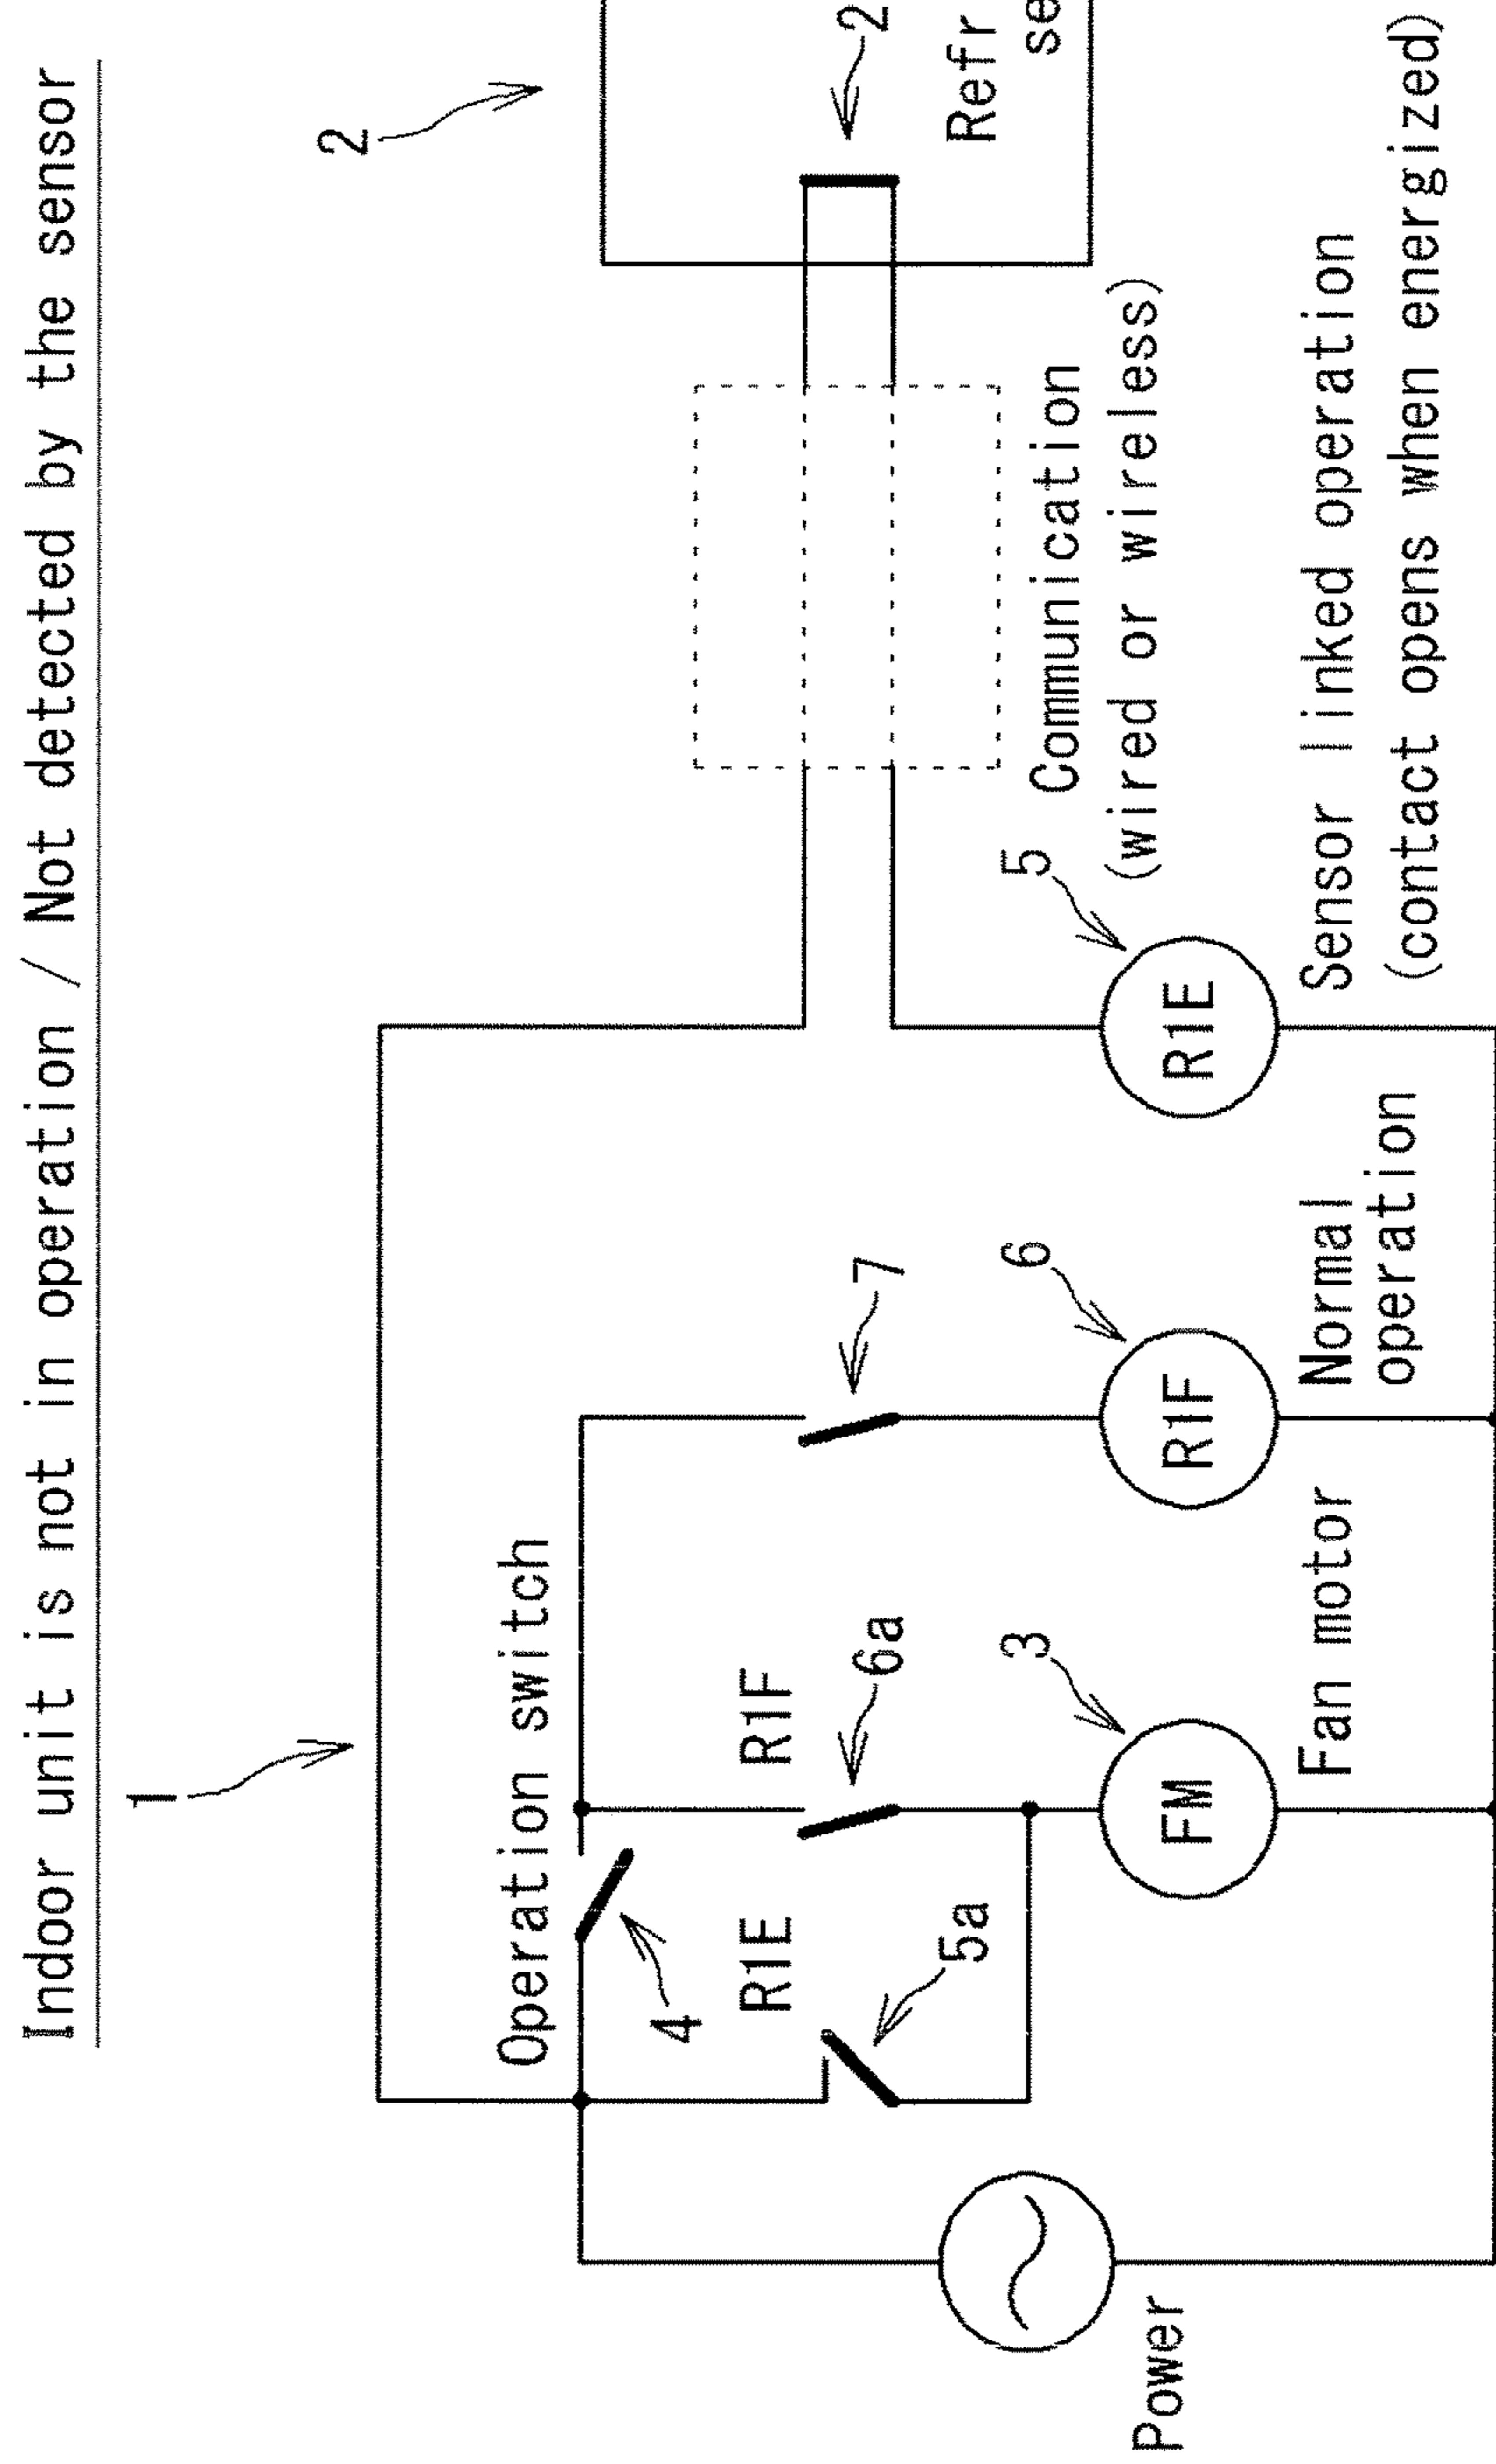 Indoor unit is not in operation / Not detected by the sensor
1
2
Operation switch
4
R1E
R1F
5a
6a
7
2
3
6
5
Refr
se
Communication
(wired or wireless)
Power
FM
R1F
R1E
Fan motor
Normal
operation
Sensor linked operation
(contact opens when energized)